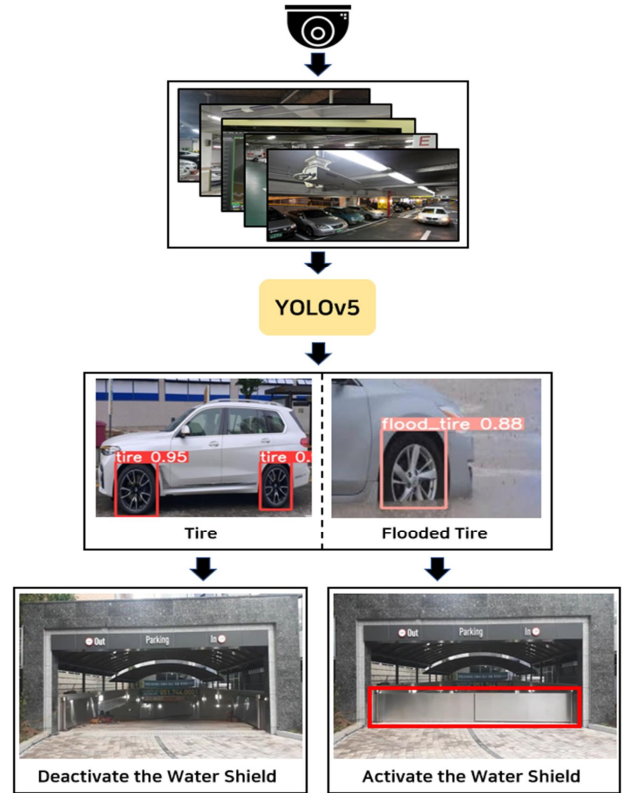 E
YOLOv5
tire 0.95
tire 0.
flood_tire 0.88
Tire
Flooded Tire
Out Parking In
Out Parking In
Deactivate the Water Shield
Activate the Water Shield